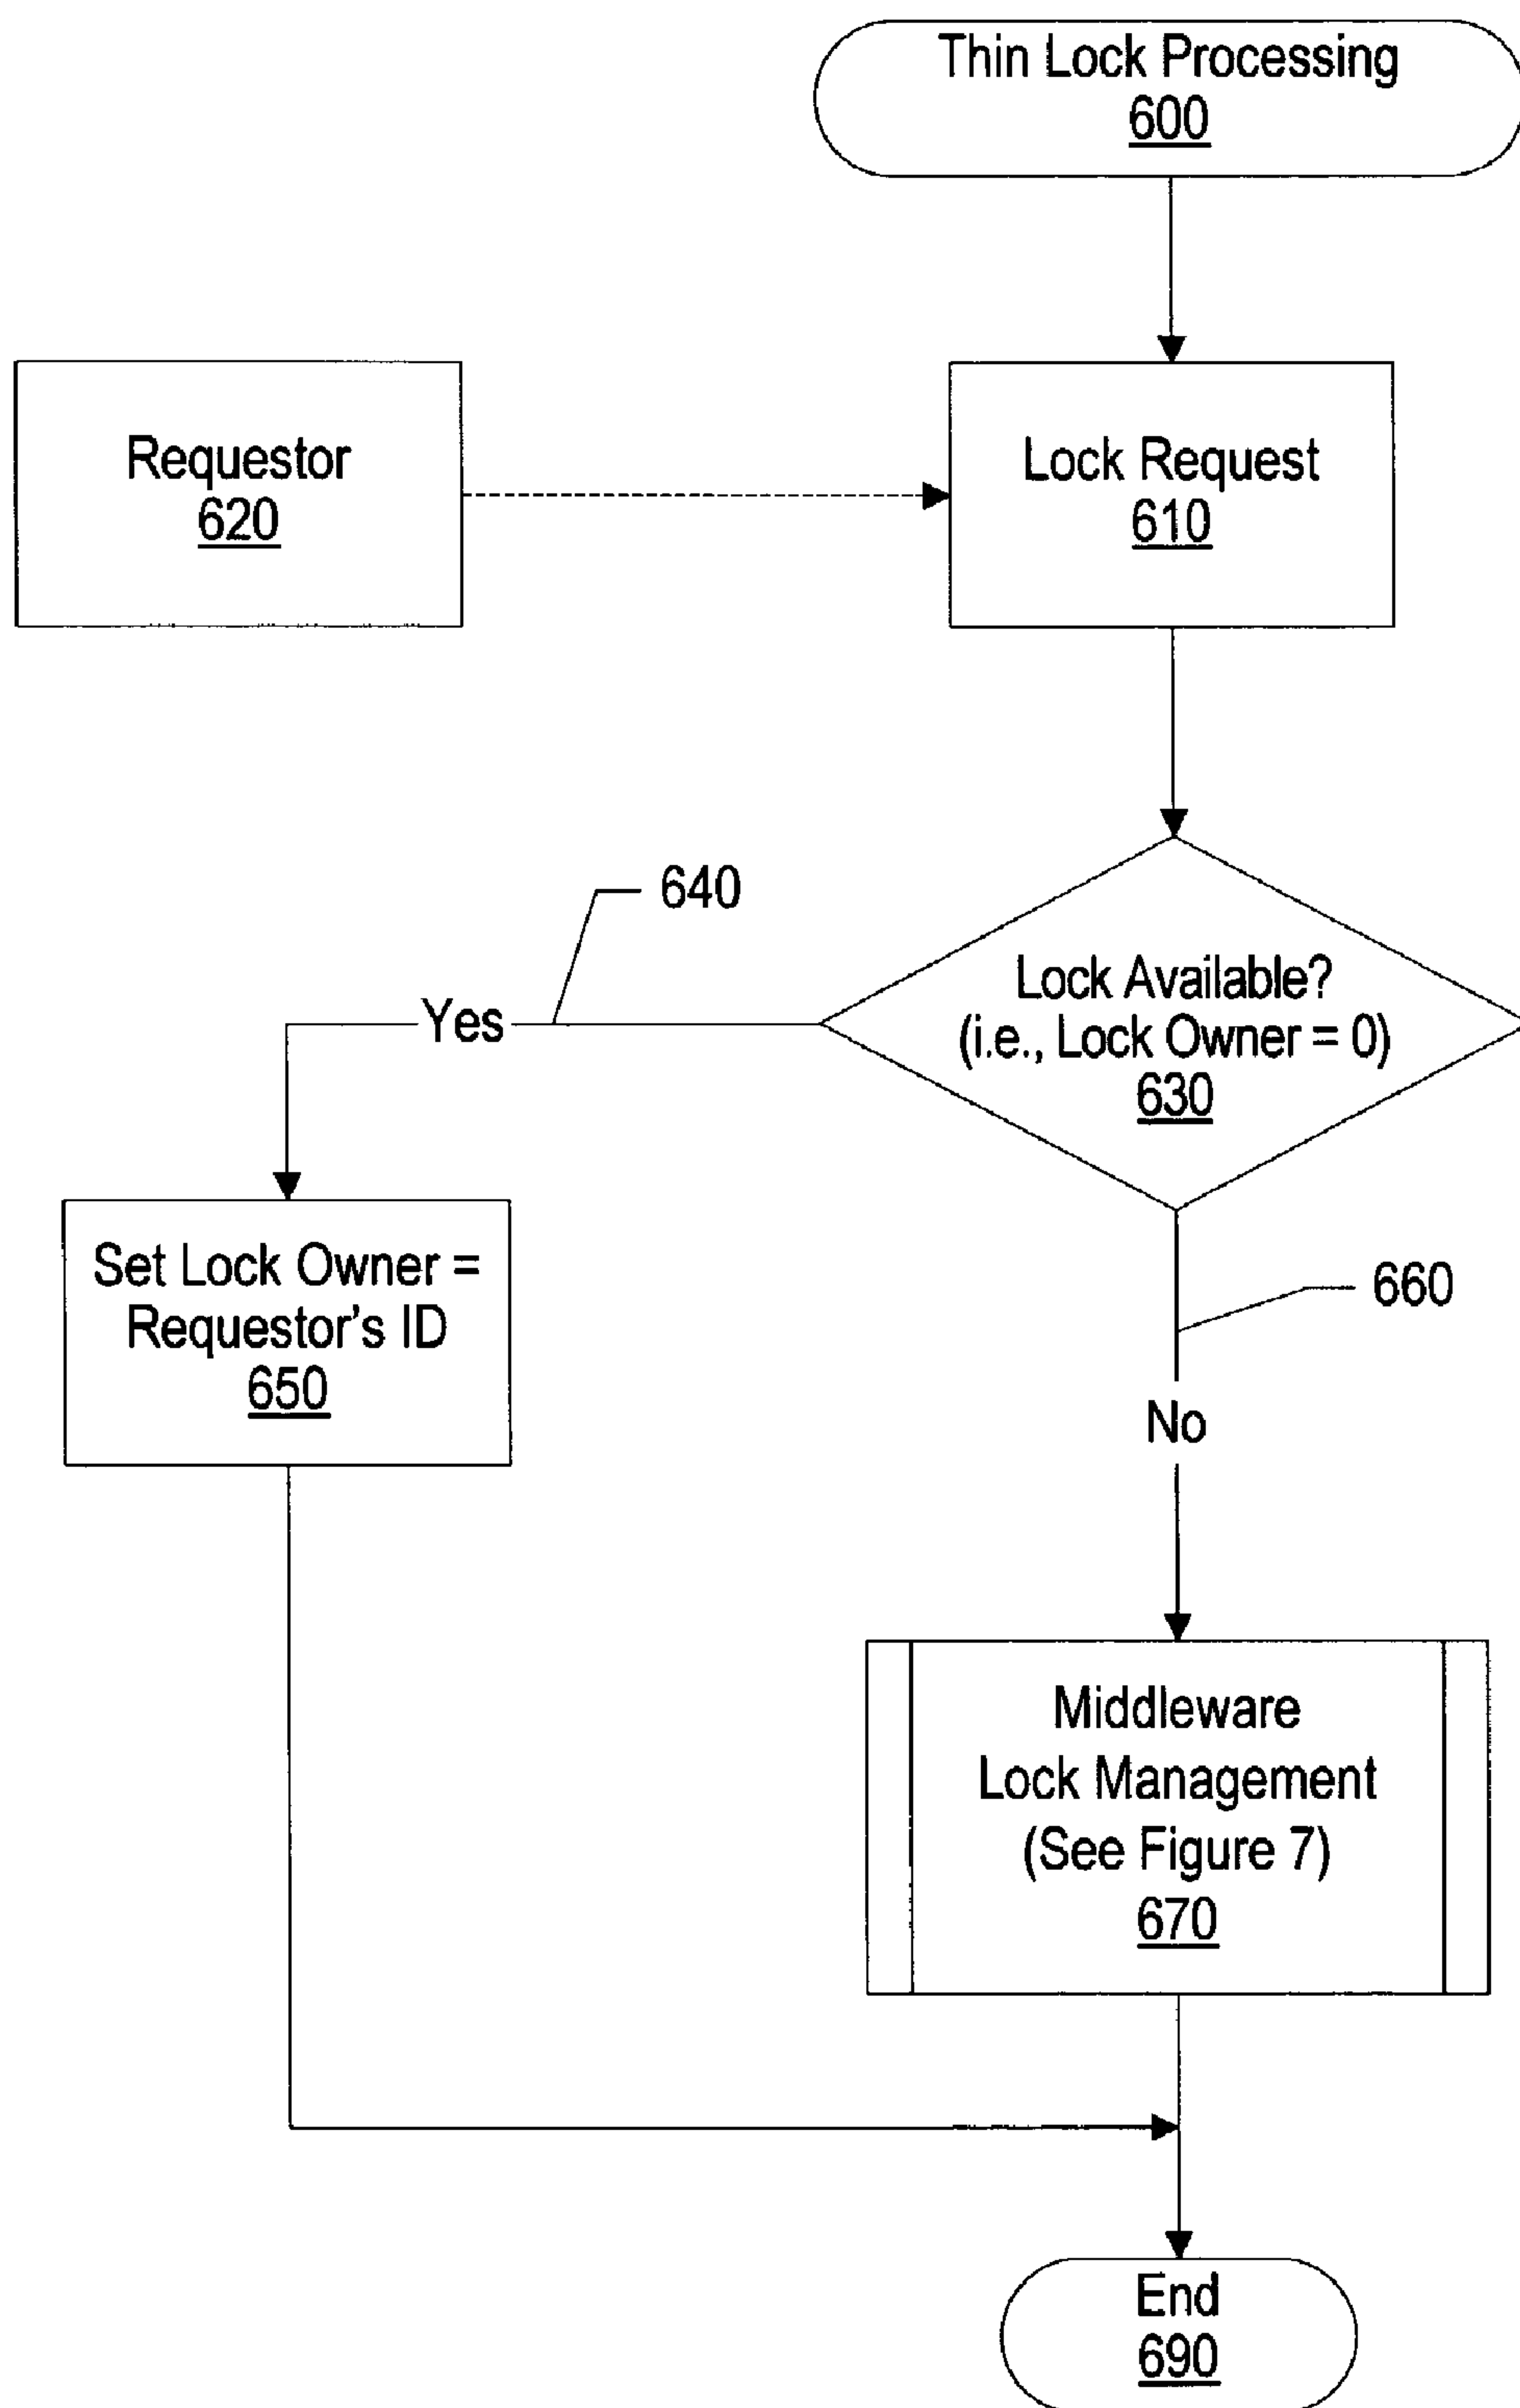 Thin Lock Processing
600
Requestor
620
Lock Request
610
640
Yes
Lock Available?
(i.e., Lock Owner = 0)
630
Set Lock Owner =
Requestor's ID
650
660
No
Middleware
Lock Management
(See Figure 7)
670
End
690